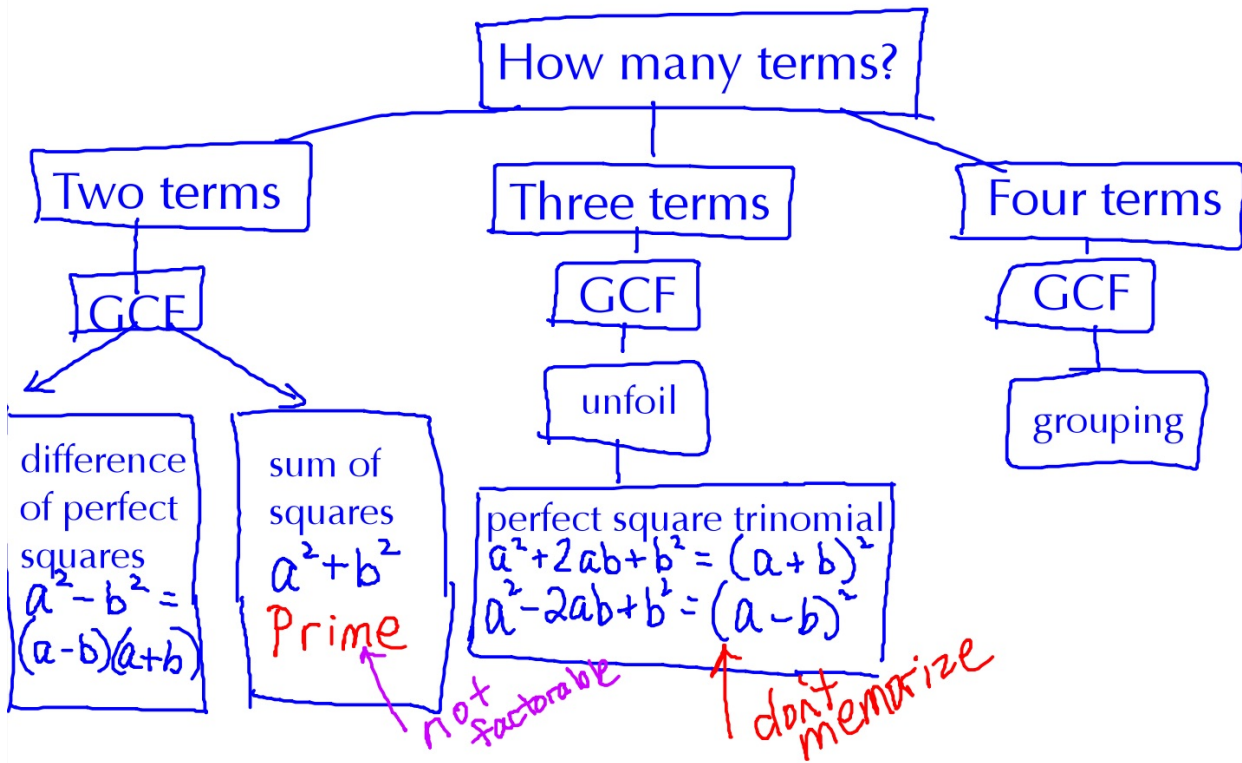 How many terms?
Two terms
Three terms
Four terms
GCF
GCF
GCF
unfoil
grouping
difference
of perfect
squares
a² - b² =
(a-b)(a+b)
sum of
squares
a² + b²
Prime
not
factorable
perfect square trinomial
a² + 2ab + b² = (a + b)²
a² - 2ab + b² = (a - b)²
don't
memorize